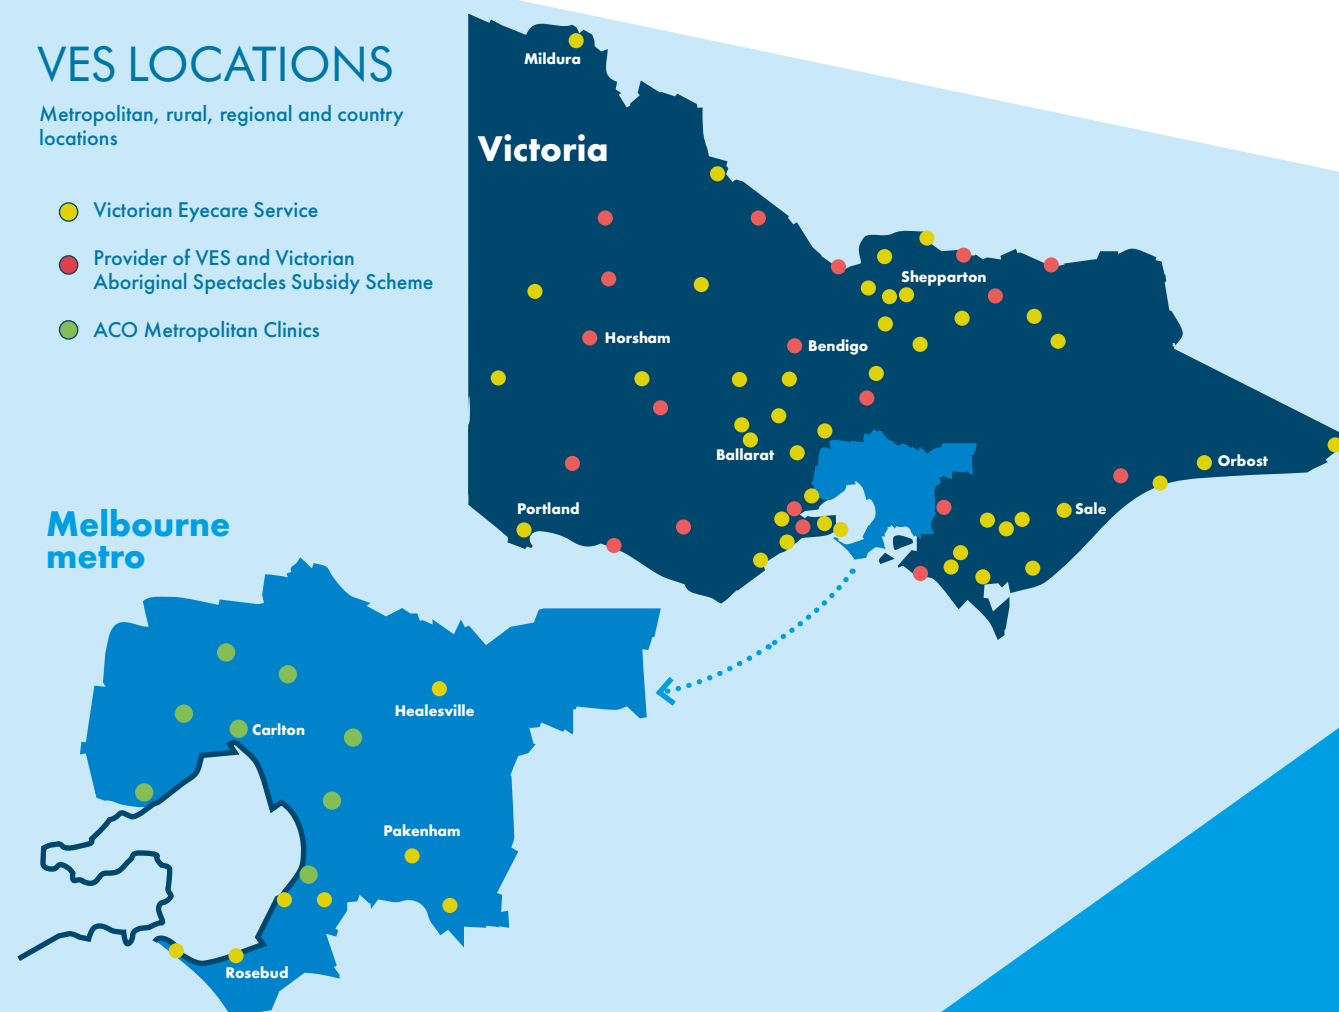 VES LOCATIONS
Metropolitan, rural, regional and country
locations
Victorian Eyecare Service
Provider of VES and Victorian
Aboriginal Spectacles Subsidy Scheme
ACO Metropolitan Clinics
Mildura
Victoria
Shepparton
Horsham
Bendigo
Ballarat
Orbost
Portland
Sale
Melbourne
metro
Healesville
Carlton
Pakenham
Rosebud